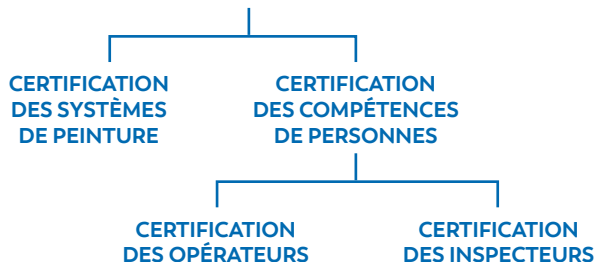 CERTIFICATION
DES SYSTÈMES
DE PEINTURE
CERTIFICATION
DES COMPÉTENCES
DE PERSONNES
CERTIFICATION
DES OPÉRATEURS
CERTIFICATION
DES INSPECTEURS